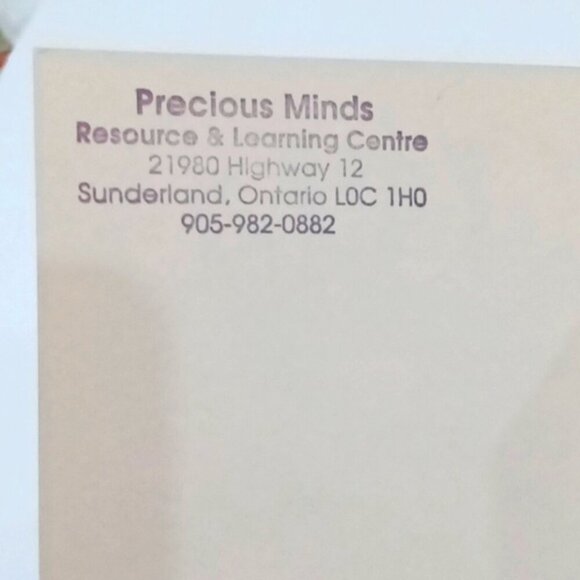 Precious Minds
Resource & Learning Centre
21980 Highway 12
Sunderland, Ontario L0C 1H0
905-982-0882